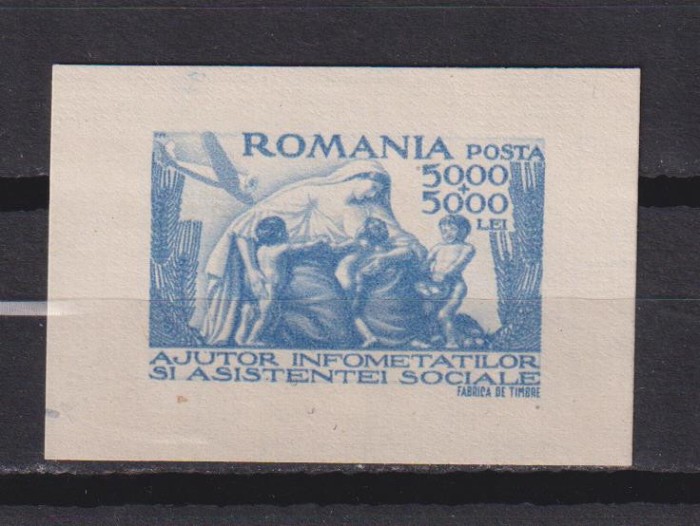 ROMANIA POSTA
5000
+
5000
LEI
AJUTOR INFOMETATILOR
SI ASISTENTEI SOCIALE
FABRICA DE TIMBRE